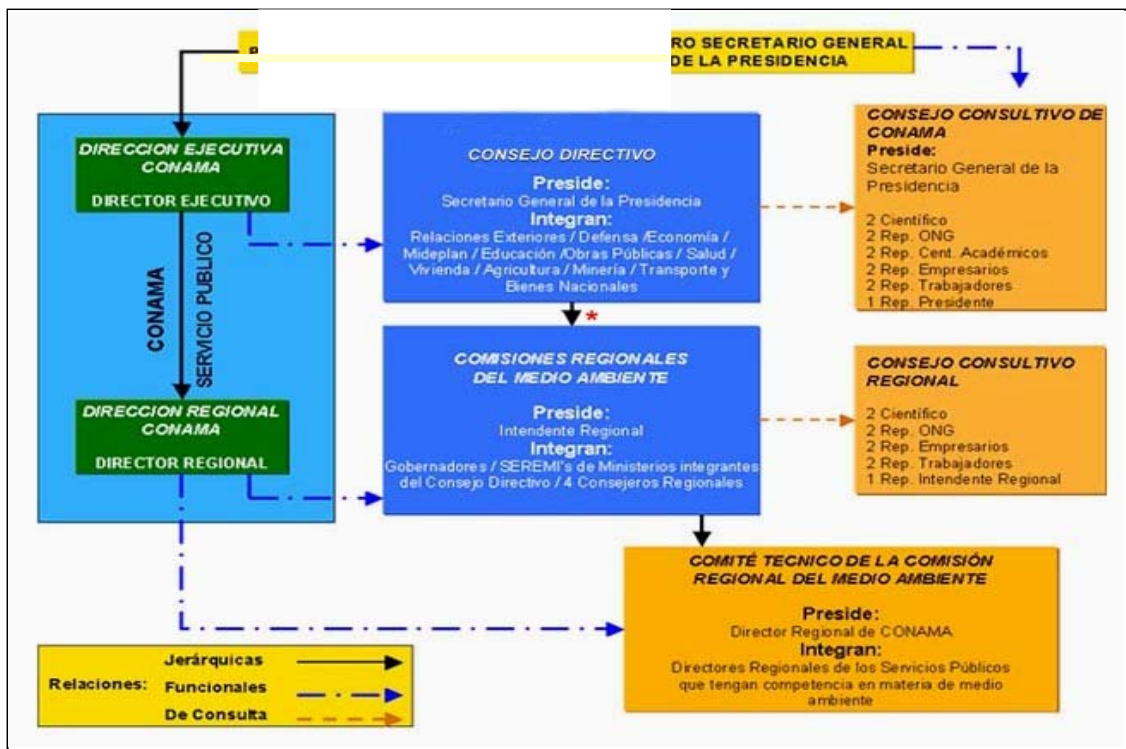 RO SECRETARIO GENERAL
DE LA PRESIDENCIA
DIRECCION EJECUTIVA
CONAMA
DIRECTOR EJECUTIVO
CONAMA
SERVICIO PUBLICO
DIRECCION REGIONAL
CONAMA
DIRECTOR REGIONAL
CONSEJO DIRECTIVO
Preside:
Secretario General de la Presidencia
Integran:
Relaciones Exteriores / Defensa /Economía /
Mideplan / Educación /Obras Públicas / Salud /
Vivienda / Agricultura / Minería / Transporte y
Bienes Nacionales
*
COMISIONES REGIONALES
DEL MEDIO AMBIENTE
Preside:
Intendente Regional
Integran:
Gobernadores / SEREMI's de Ministerios integrantes
del Consejo Directivo / 4 Consejeros Regionales
CONSEJO CONSULTIVO DE
CONAMA
Preside:
Secretario General de la
Presidencia
2 Científico
2 Rep. ONG
2 Rep. Cent. Académicos
2 Rep. Empresarios
2 Rep. Trabajadores
1 Rep. Presidente
CONSEJO CONSULTIVO
REGIONAL
2 Científico
2 Rep. ONG
2 Rep. Empresarios
2 Rep. Trabajadores
1 Rep. Intendente Regional
COMITÉ TECNICO DE LA COMISIÓN
REGIONAL DEL MEDIO AMBIENTE
Preside:
Director Regional de CONAMA
Integran:
Directores Regionales de los Servicios Públicos
que tengan competencia en materia de medio
ambiente
Relaciones:
Jerárquicas
Funcionales
De Consulta